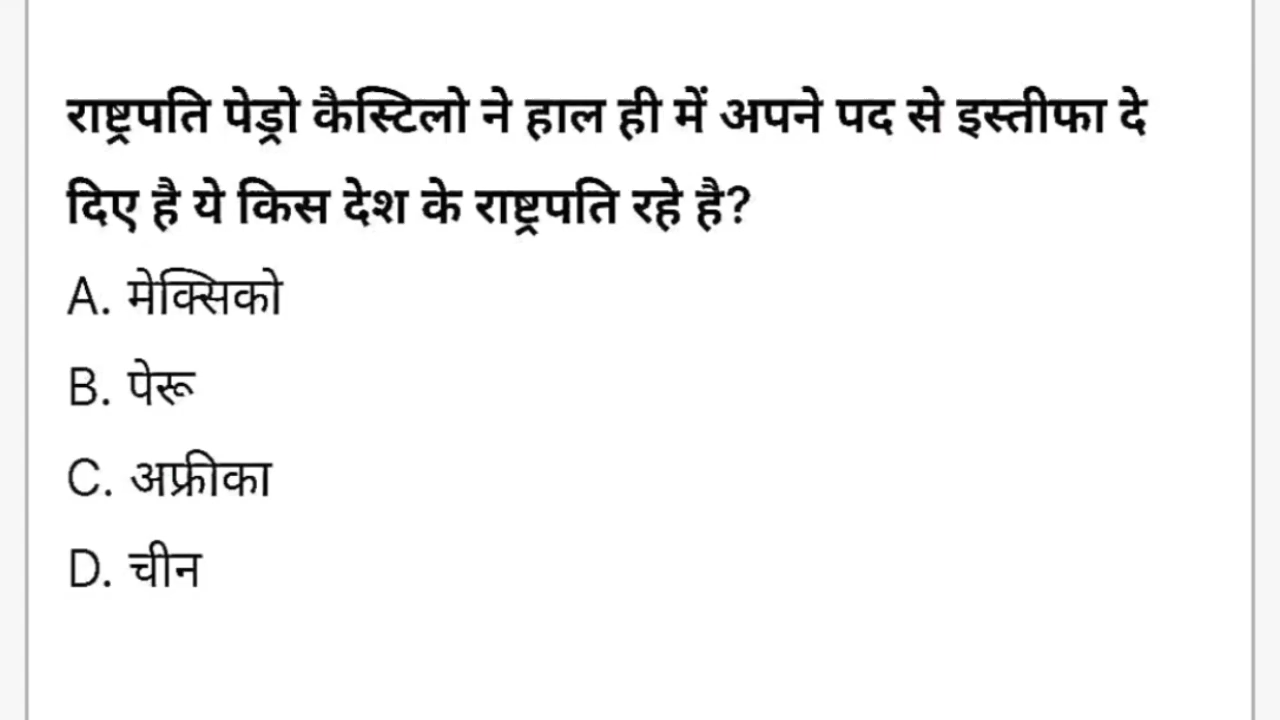 राष्ट्रपति पेड्रो कैस्टिलो ने हाल ही में अपने पद से इस्तीफा दे
दिए है ये किस देश के राष्ट्रपति रहे है?
A. मेक्सिको
B. पेरू
C. अफ्रीका
D. चीन